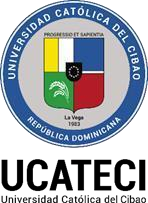 UNIVERSIDAD CATÓLICA DEL CIBAO
PROGRESSIO ET SAPIENTIA
La Vega
1983
REPÚBLICA DOMINICANA
UCATECI
Universidad Católica del Cibao